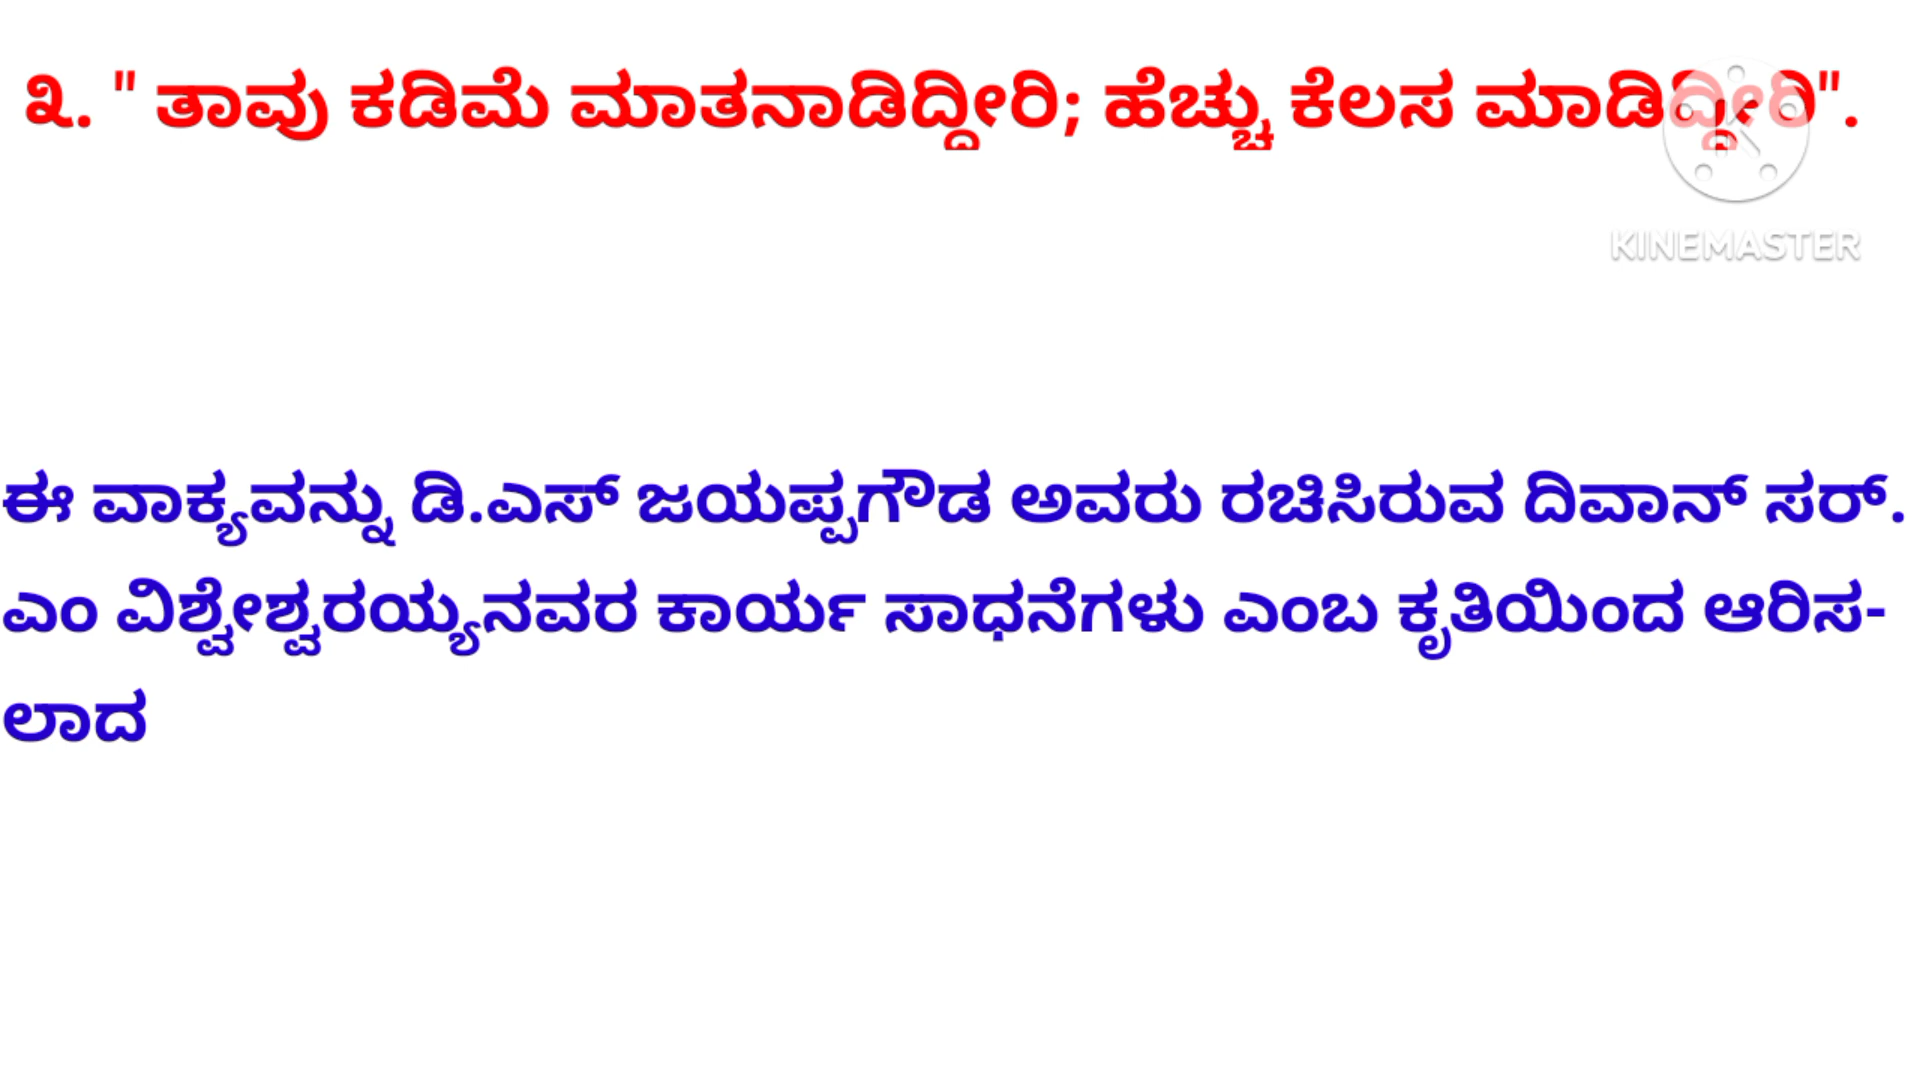 ೩. " ತಾವು ಕಡಿಮೆ ಮಾತನಾಡಿದ್ದೀರಿ; ಹೆಚ್ಚು ಕೆಲಸ ಮಾಡಿದ್ದೀರಿ".
KINEMASTER
ಈ ವಾಕ್ಯವನ್ನು ಡಿ.ಎಸ್ ಜಯಪ್ಪಗೌಡ ಅವರು ರಚಿಸಿರುವ ದಿವಾನ್ ಸರ್.
ಎಂ ವಿಶ್ವೇಶ್ವರಯ್ಯನವರ ಕಾರ್ಯ ಸಾಧನೆಗಳು ಎಂಬ ಕೃತಿಯಿಂದ ಆರಿಸ-
ಲಾದ